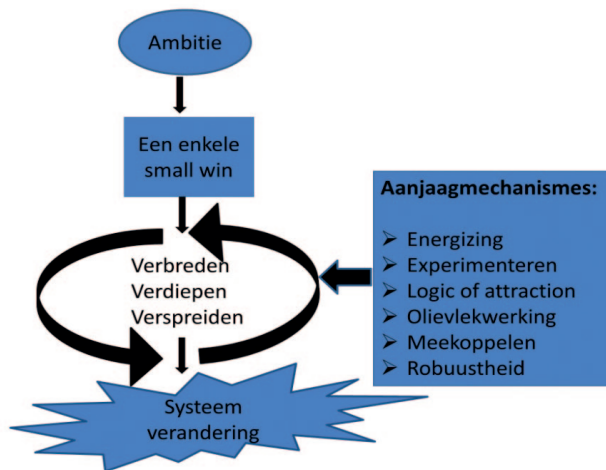 Ambitie
Een enkele
small win
Verbreden
Verdiepen
Verspreiden
Systeem
verandering
Aanjaagmechanismes:
➢ Energizing
➢ Experimenteren
➢ Logic of attraction
➢ Olievlekwerking
➢ Meekoppelen
➢ Robuustheid